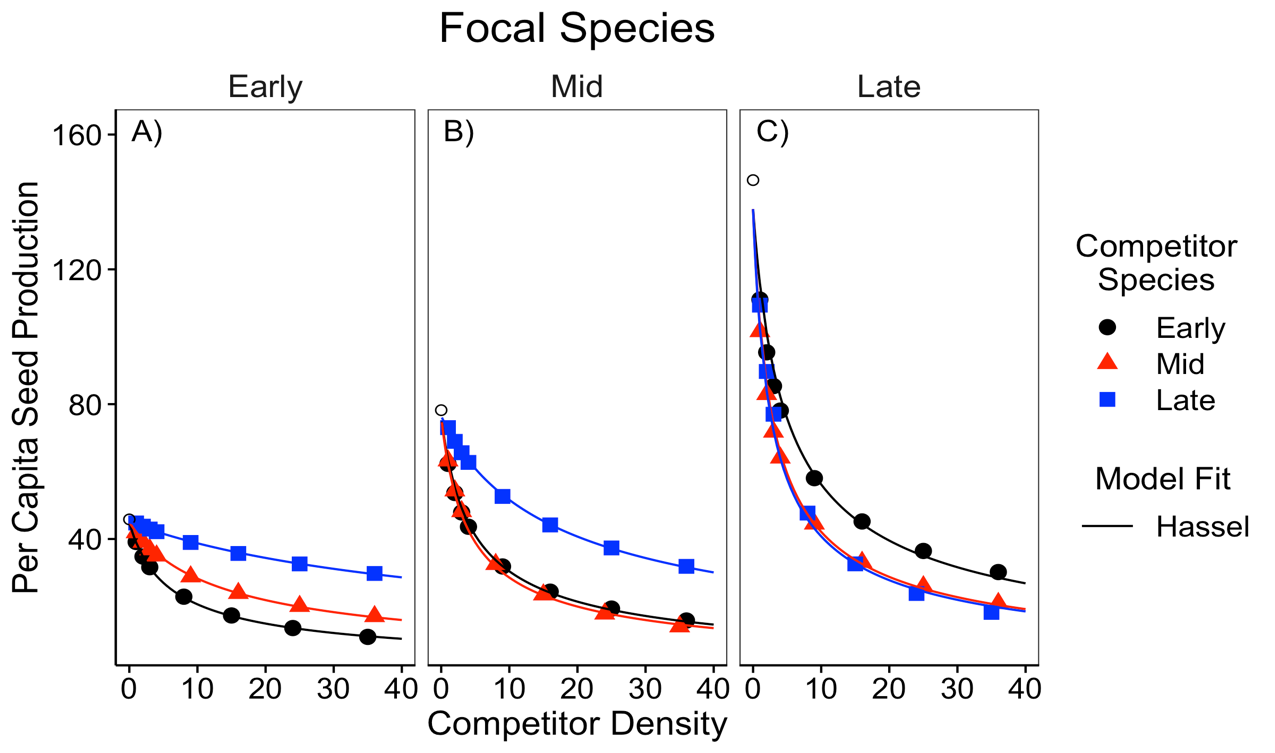 Focal Species
Early
Mid
Late
A)
B)
C)
160
120
80
40
Per Capita Seed Production
0 10 20 30 40
0 10 20 30 40
0 10 20 30 40
Competitor Density
Competitor
Species
Early
Mid
Late
Model Fit
Hassel